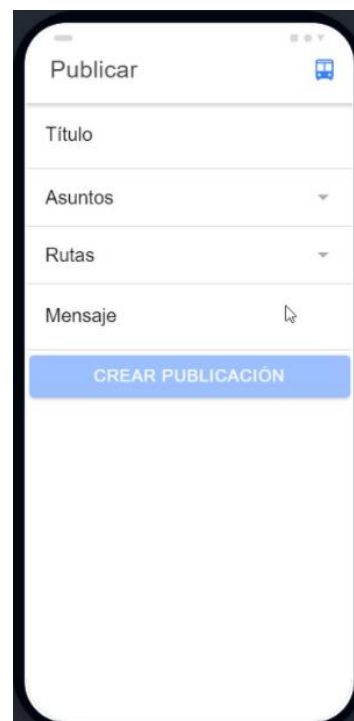 Publicar
Título
Asuntos
Rutas
Mensaje
CREAR PUBLICACIÓN